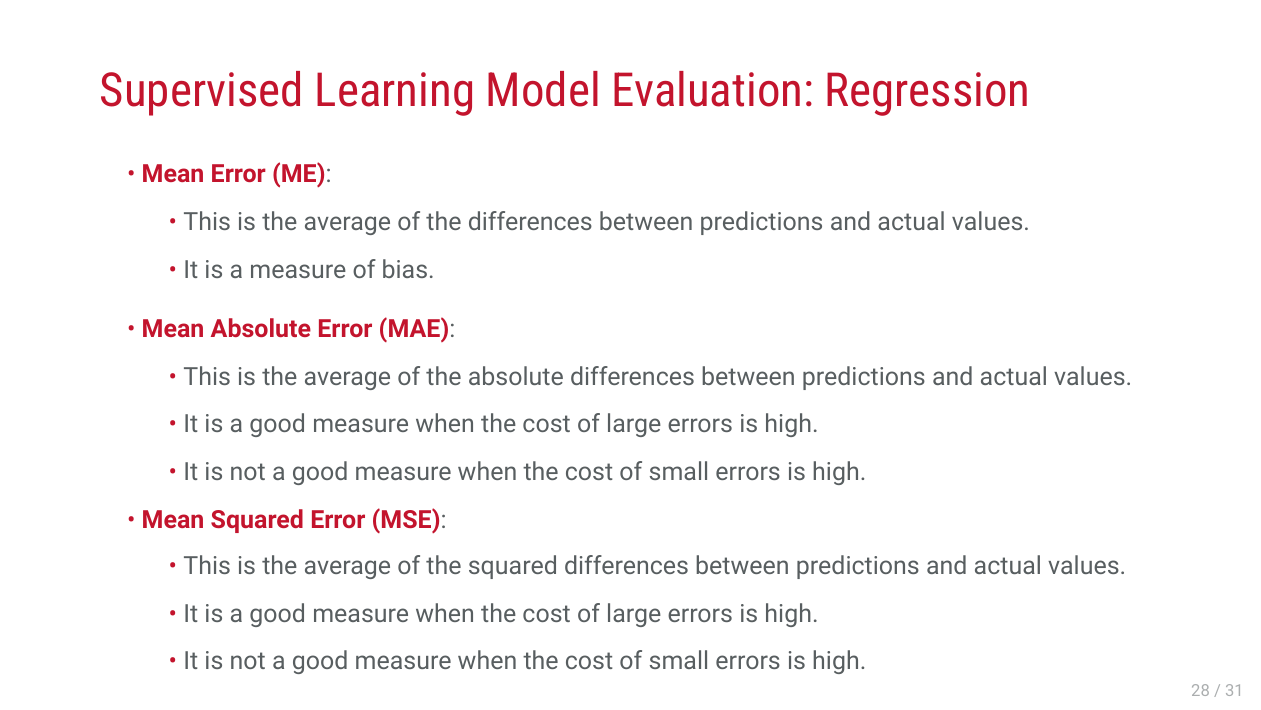 Supervised Learning Model Evaluation: Regression
• Mean Error (ME):
• This is the average of the differences between predictions and actual values.
• It is a measure of bias.
• Mean Absolute Error (MAE):
• This is the average of the absolute differences between predictions and actual values.
• It is a good measure when the cost of large errors is high.
• It is not a good measure when the cost of small errors is high.
• Mean Squared Error (MSE):
• This is the average of the squared differences between predictions and actual values.
• It is a good measure when the cost of large errors is high.
• It is not a good measure when the cost of small errors is high.
28 / 31